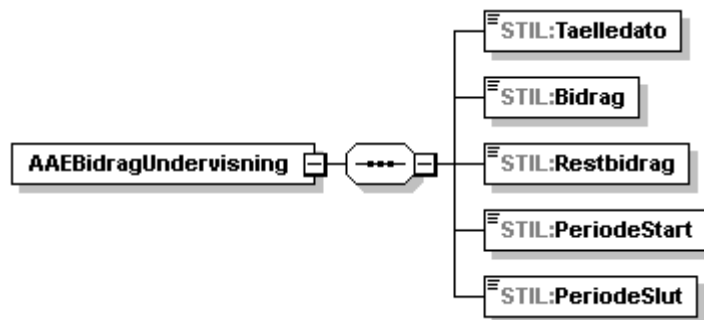 STIL:Taelledato
STIL:Bidrag
AAEBidragUndervisning
STIL:Restbidrag
STIL:PeriodeStart
STIL:PeriodeSlut